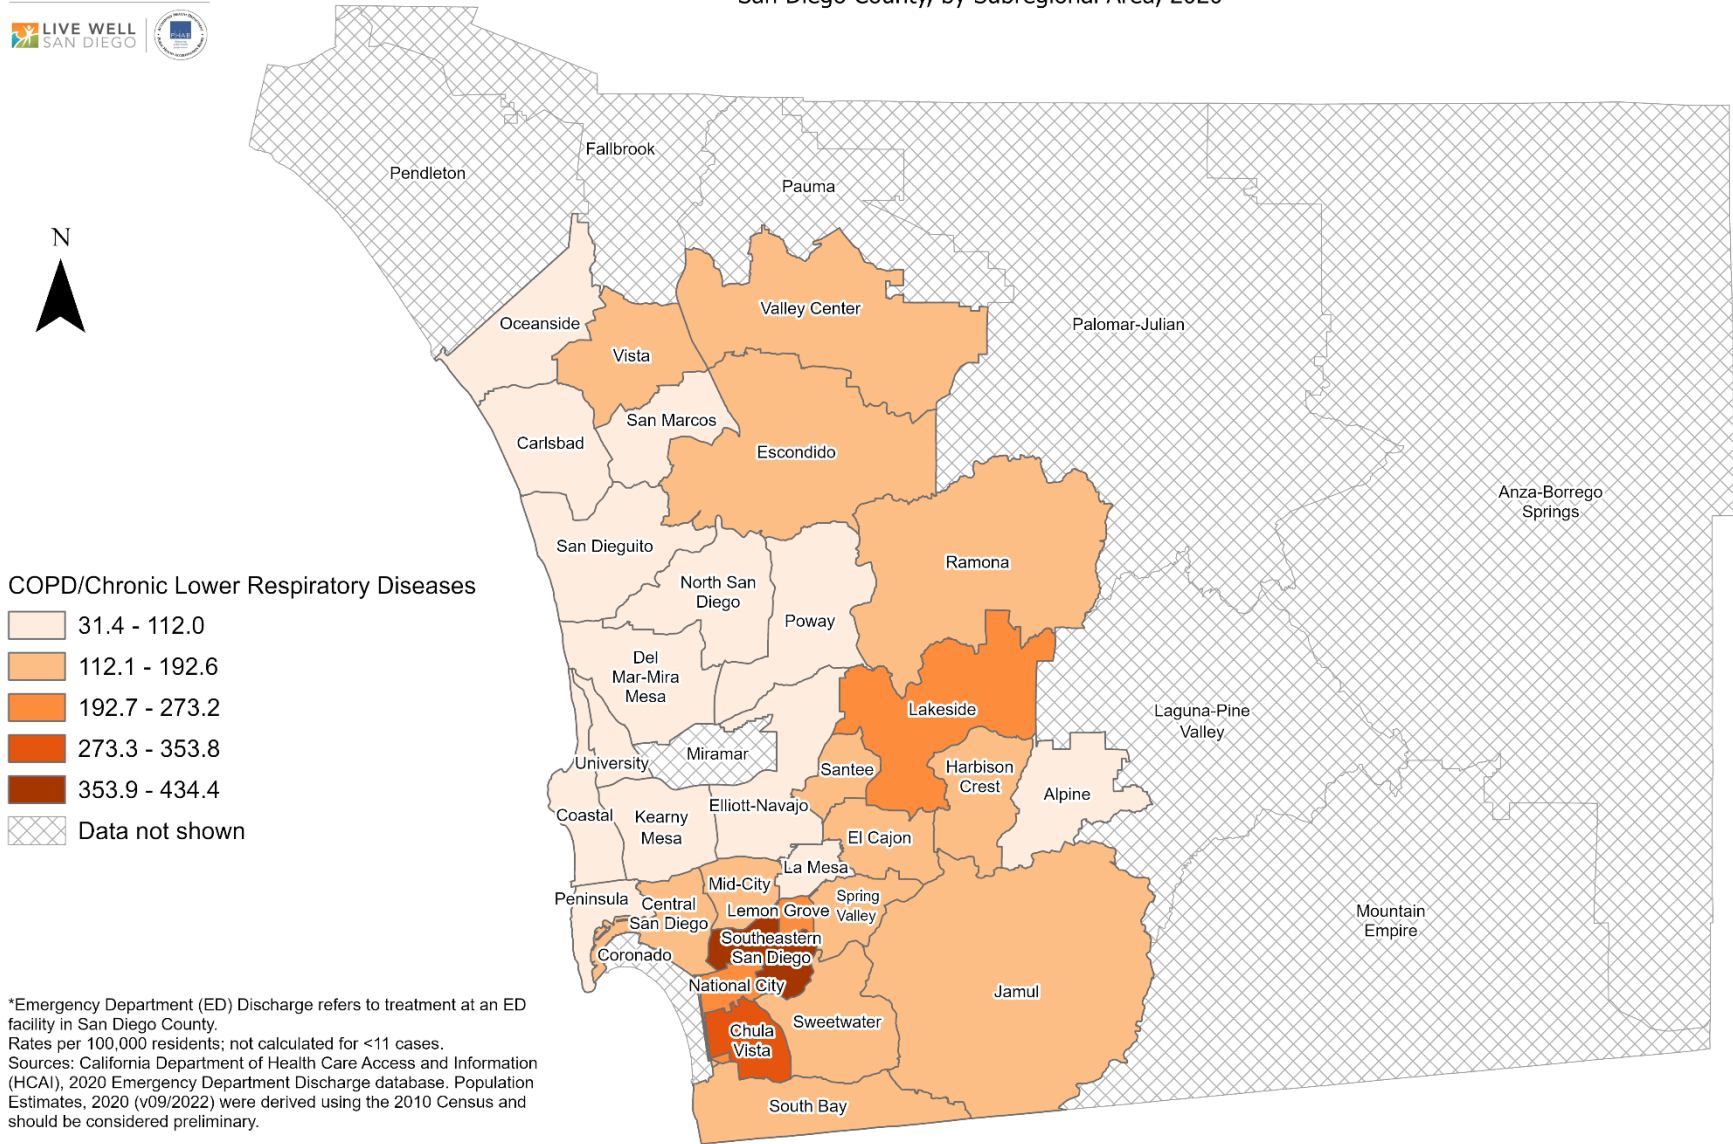 San Diego County, by Subregional Area, 2020
LIVE WELL
SAN DIEGO
PHAB
N
Pendleton
Fallbrook
Pauma
Oceanside
Valley Center
Palomar-Julian
Vista
San Marcos
Carlsbad
Escondido
Anza-Borrego
Springs
San Dieguito
North San
Diego
Ramona
Poway
Del
Mar-Mira
Mesa
Lakeside
Laguna-Pine
Valley
Miramar
University
Santee
Harbison
Crest
Alpine
Coastal
Kearny
Mesa
Elliott-Navajo
El Cajon
La Mesa
Mid-City
Peninsula
Central
San Diego
Spring
Valley
Lemon Grove
Mountain
Empire
Southeastern
San Diego
Coronado
National City
Jamul
Sweetwater
Chula
Vista
South Bay
COPD/Chronic Lower Respiratory Diseases
31.4 - 112.0
112.1 - 192.6
192.7 - 273.2
273.3 - 353.8
353.9 - 434.4
Data not shown
*Emergency Department (ED) Discharge refers to treatment at an ED
facility in San Diego County.
Rates per 100,000 residents; not calculated for <11 cases.
Sources: California Department of Health Care Access and Information
(HCAI), 2020 Emergency Department Discharge database. Population
Estimates, 2020 (v09/2022) were derived using the 2010 Census and
should be considered preliminary.